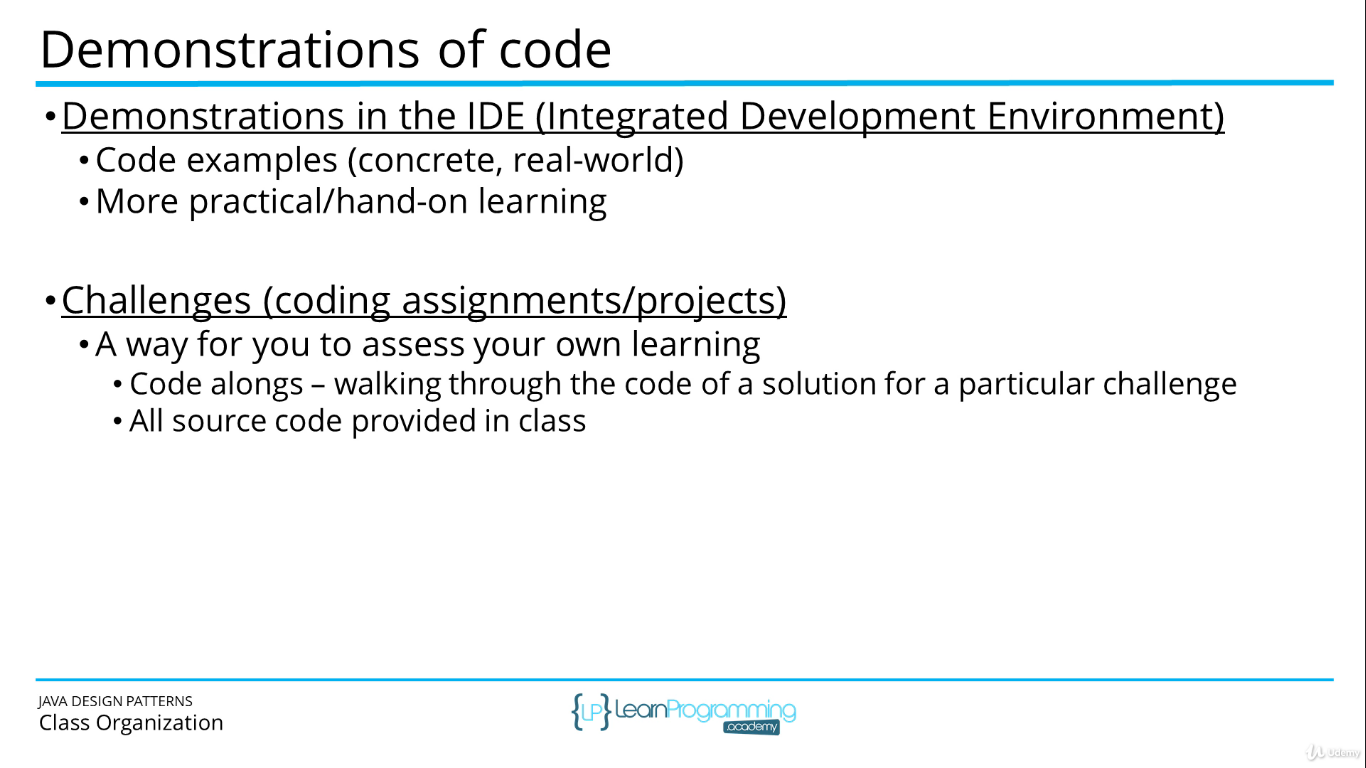 Demonstrations of code
•Demonstrations in the IDE (Integrated Development Environment)
•Code examples (concrete, real-world)
•More practical/hand-on learning
•Challenges (coding assignments/projects)
•A way for you to assess your own learning
•Code alongs – walking through the code of a solution for a particular challenge
•All source code provided in class
JAVA DESIGN PATTERNS
Class Organization
{LP} LearnProgramming
.academy
Udemy